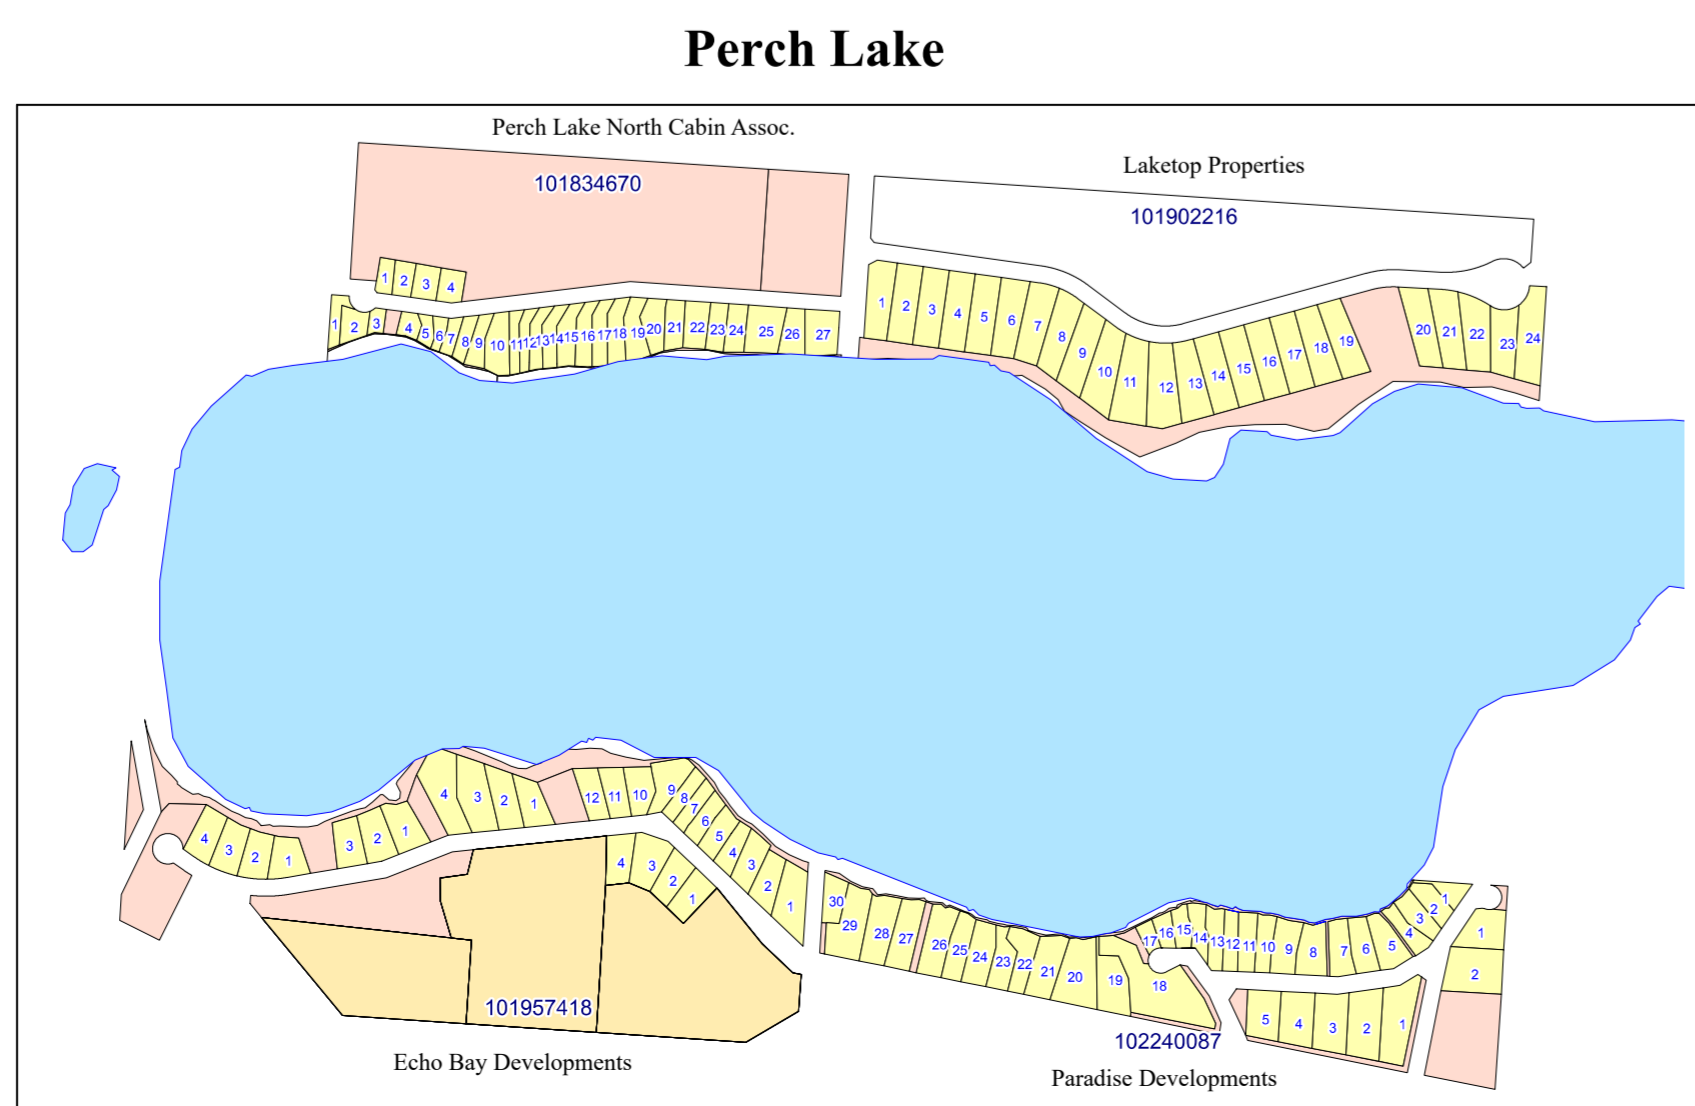 Perch Lake
Perch Lake North Cabin Assoc.
Laketop Properties
101834670
101902216
1 2 3 4
1 2 3 4 5 6 7 8 9 10 11 12 13 14 15 16 17 18 19 20 21 22 23 24 25 26 27
1 2 3 4 5 6 7 8 9 10 11 12 13 14 15 16 17 18 19 20 21 22 23 24
4 3 2 1
3 2 1
4 3 2 1
12 11 10 9 8 7 6 5 4 3 2 1
4 3 2 1
30 29 28 27 26 25 24 23 22 21 20 19 18
17 16 15 14 13 12 11 10 9 8 7 6 5 4 3 2 1
1
2
5 4 3 2 1
101957418
102240087
Echo Bay Developments
Paradise Developments